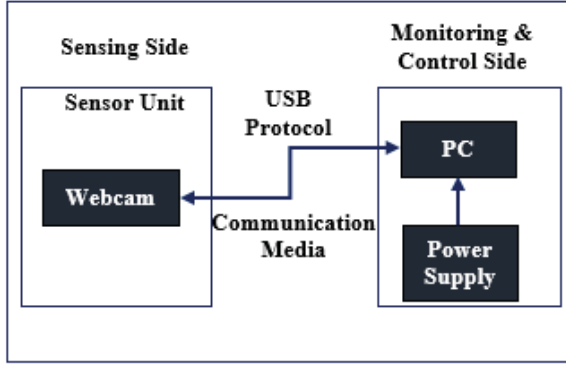 Sensing Side
Monitoring &
Control Side
Sensor Unit
USB
Protocol
PC
Webcam
Communication
Media
Power
Supply